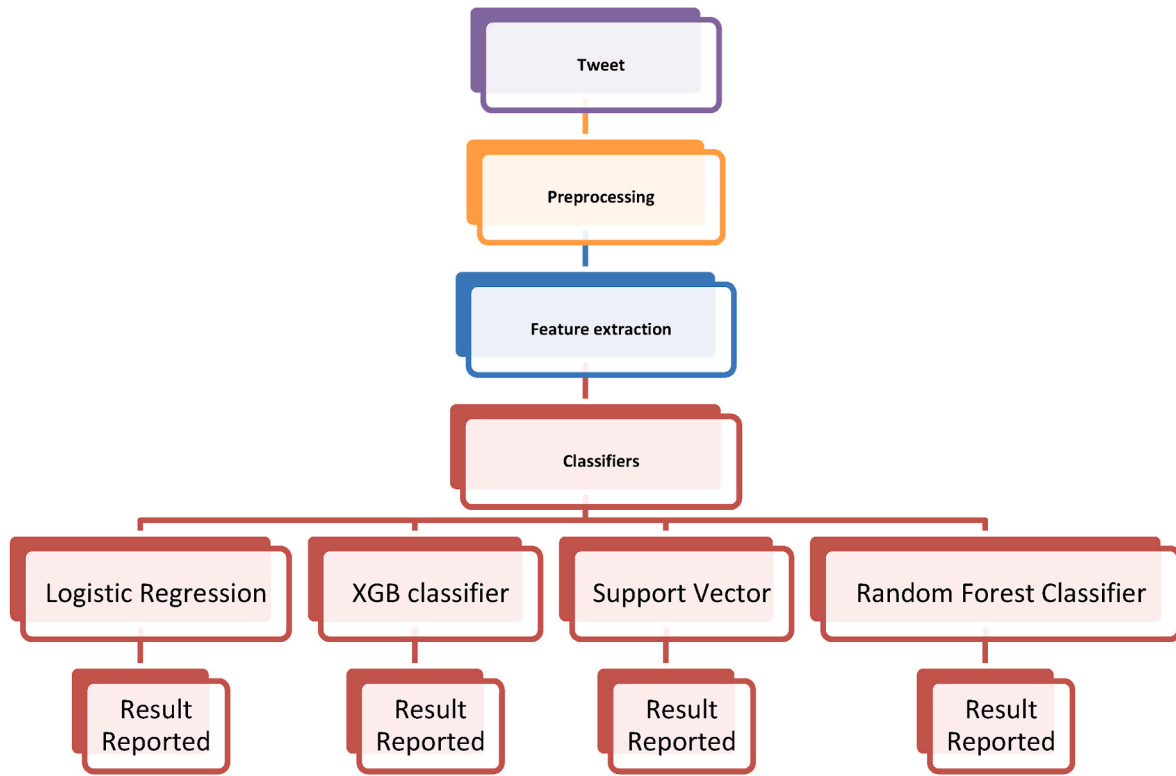 Tweet
Preprocessing
Feature extraction
Classifiers
Logistic Regression
XGB classifier
Support Vector
Random Forest Classifier
Result
Reported
Result
Reported
Result
Reported
Result
Reported